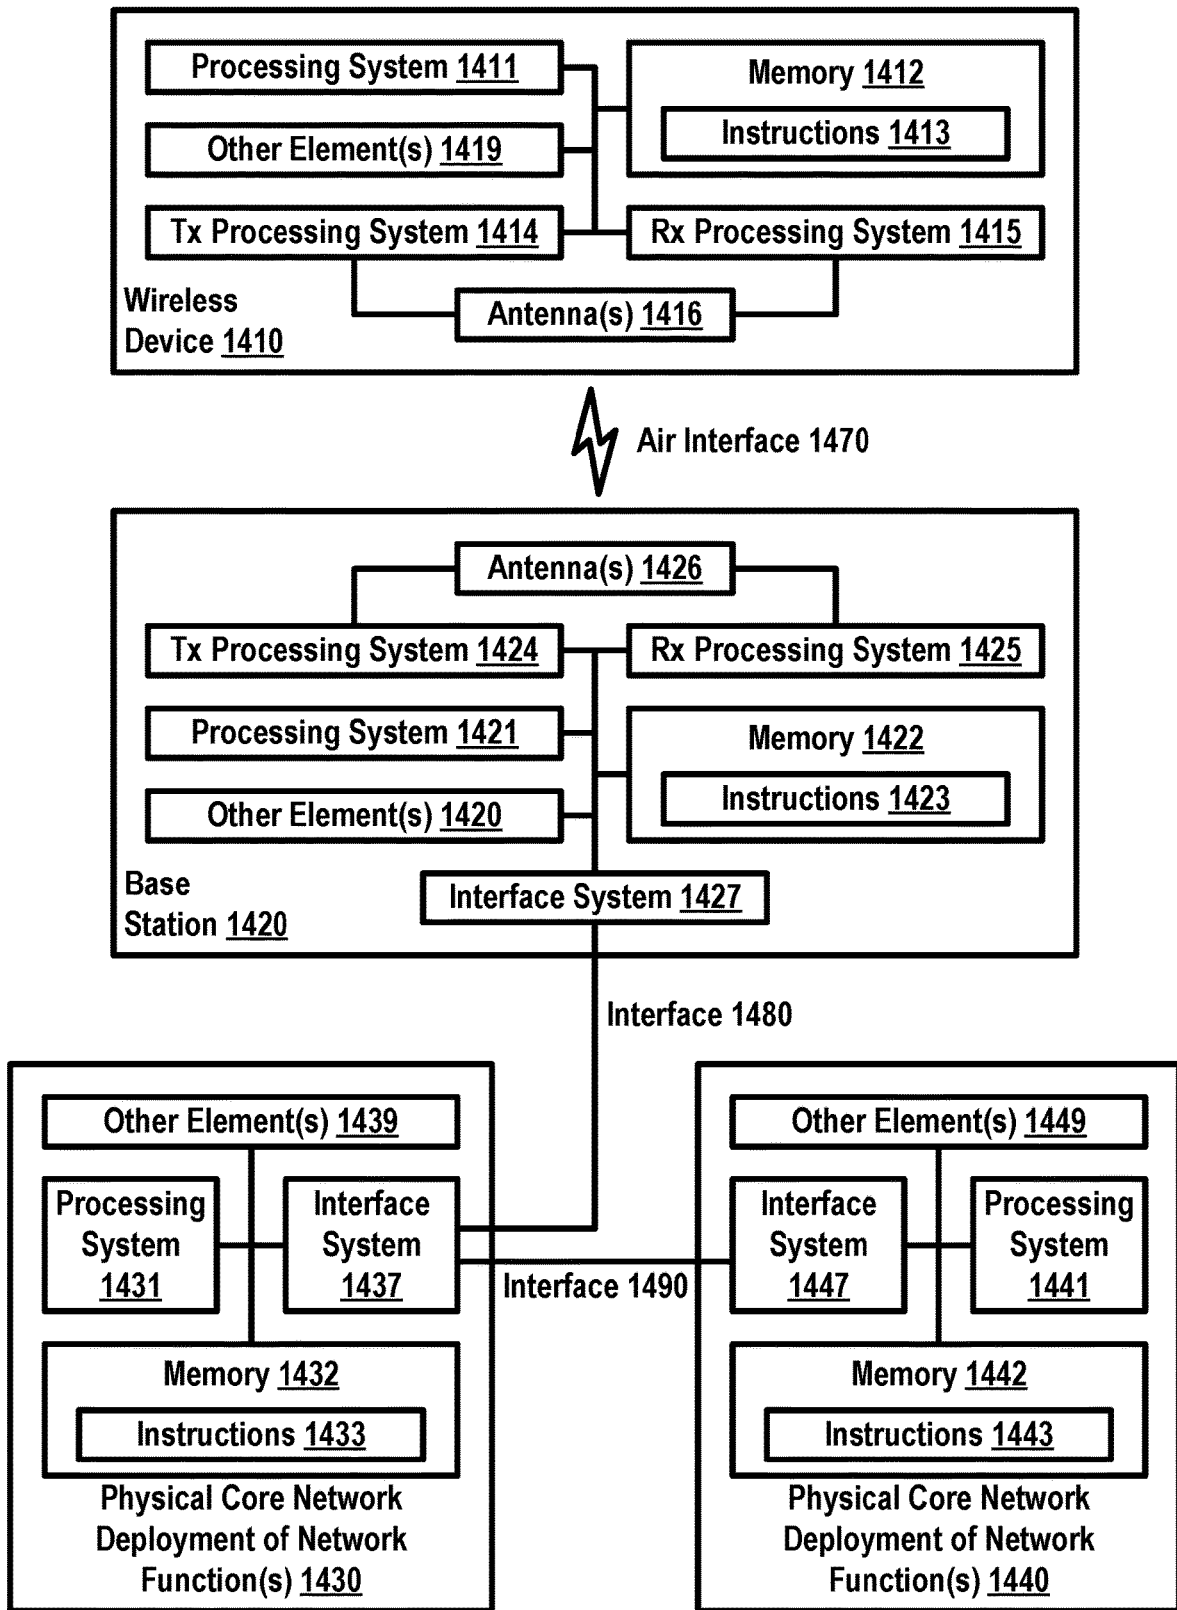 Processing System 1411
Memory 1412
Instructions 1413
Other Element(s) 1419
Tx Processing System 1414
Rx Processing System 1415
Antenna(s) 1416
Wireless
Device 1410
Air Interface 1470
Antenna(s) 1426
Tx Processing System 1424
Rx Processing System 1425
Processing System 1421
Memory 1422
Instructions 1423
Other Element(s) 1420
Interface System 1427
Base
Station 1420
Interface 1480
Other Element(s) 1439
Processing
System
1431
Interface
System
1437
Memory 1432
Instructions 1433
Physical Core Network
Deployment of Network
Function(s) 1430
Interface 1490
Other Element(s) 1449
Interface
System
1447
Processing
System
1441
Memory 1442
Instructions 1443
Physical Core Network
Deployment of Network
Function(s) 1440